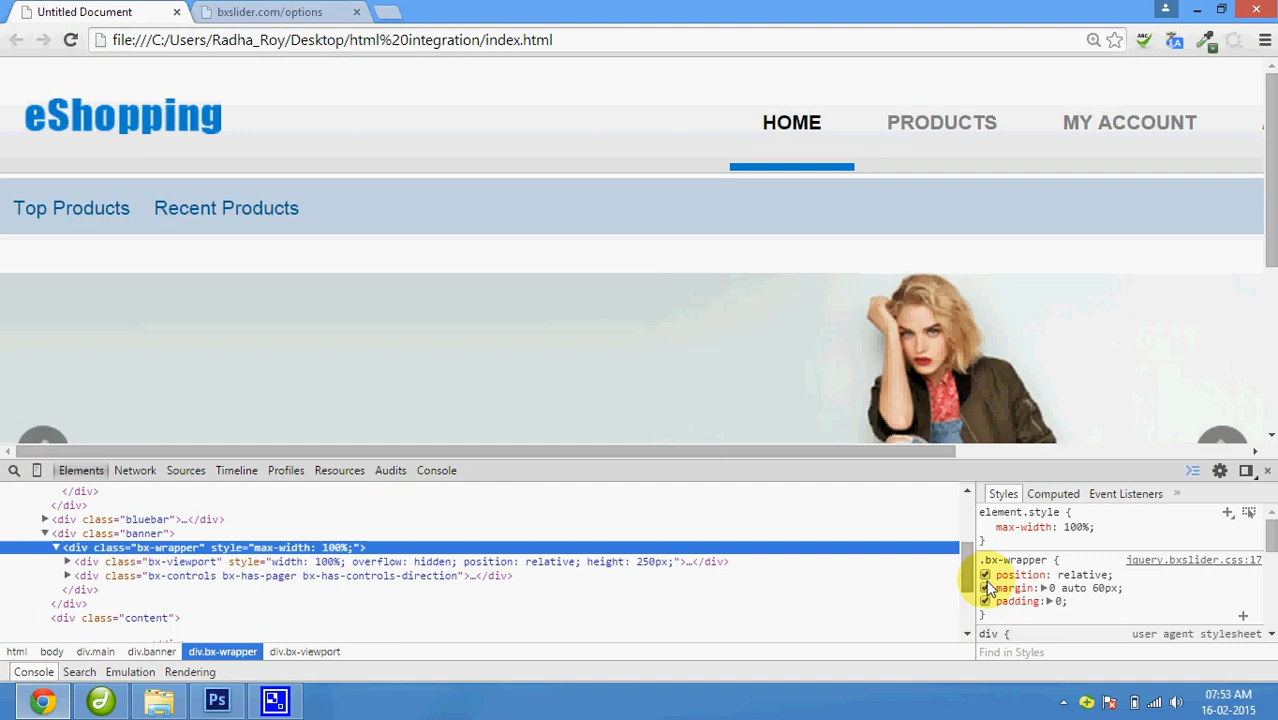 Untitled Document
bxslider.com/options
file:///C:/Users/Radha_Roy/Desktop/html%20integration/index.html
ABC
eShopping
HOME PRODUCTS MY ACCOUNT
Top Products Recent Products
Elements Network Sources Timeline Profiles Resources Audits Console
</div>
</div>
<div class="bluebar">…</div>
<div class="banner">
<div class="bx-wrapper" style="max-width: 100%;">
<div class="bx-viewport" style="width: 100%; overflow: hidden; position: relative; height: 250px;">…</div>
<div class="bx-controls bx-has-pager bx-has-controls-direction">…</div>
</div>
<div class="content">
</div>
html body div.main div.banner div.bx-wrapper div.bx-viewport
Styles Computed Event Listeners »
element.style {
max-width: 100%;
}
.bx-wrapper { jquery.bxslider.css:17
position: relative;
margin: 0 auto 60px;
padding: 0;
}
div { user agent stylesheet
Find in Styles
Console Search Emulation Rendering
Ps
07:53 AM
16-02-2015